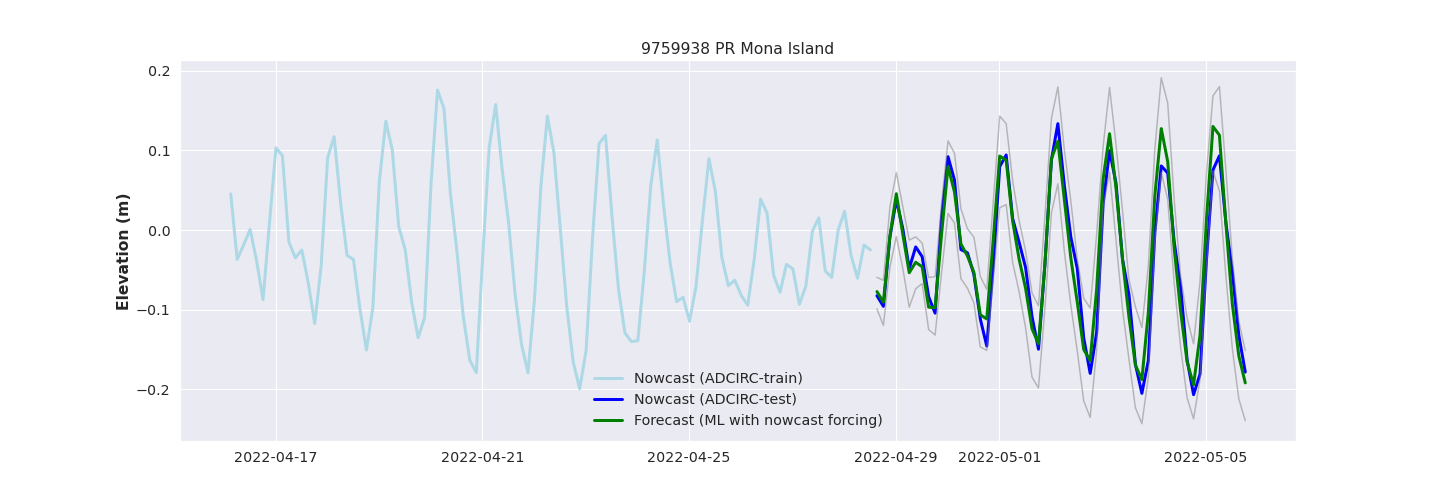 9759938 PR Mona Island
Elevation (m)
0.2
0.1
0.0
−0.1
−0.2
Nowcast (ADCIRC-train)
Nowcast (ADCIRC-test)
Forecast (ML with nowcast forcing)
2022-04-17 2022-04-21 2022-04-25 2022-04-29 2022-05-01 2022-05-05